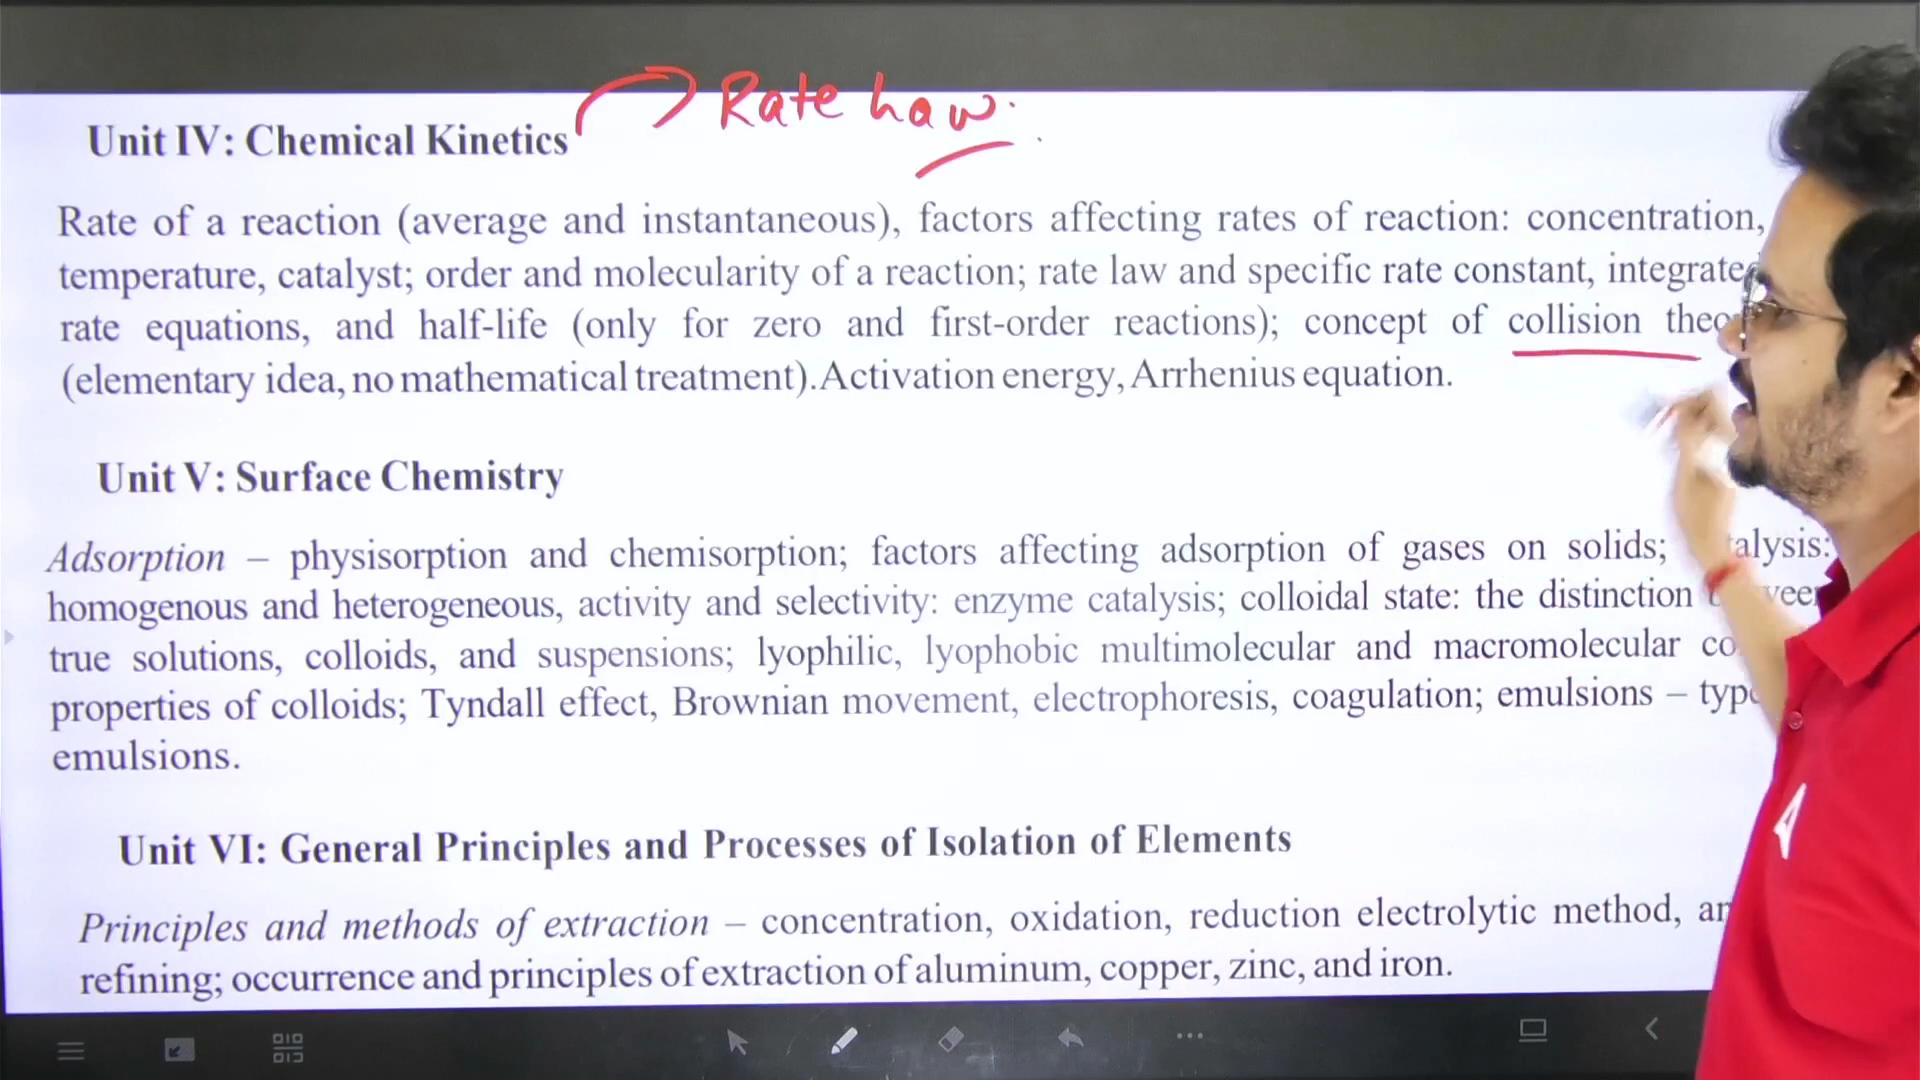 Rate Law.
Unit IV: Chemical Kinetics
Rate of a reaction (average and instantaneous), factors affecting rates of reaction: concentration,
temperature, catalyst; order and molecularity of a reaction; rate law and specific rate constant, integrate
rate equations, and half-life (only for zero and first-order reactions); concept of collision theo
(elementary idea, no mathematical treatment).Activation energy, Arrhenius equation.
Unit V: Surface Chemistry
Adsorption – physisorption and chemisorption; factors affecting adsorption of gases on solids; alysis:
homogenous and heterogeneous, activity and selectivity: enzyme catalysis; colloidal state: the distinction
true solutions, colloids, and suspensions; lyophilic, lyophobic multimolecular and macromolecular co
properties of colloids; Tyndall effect, Brownian movement, electrophoresis, coagulation; emulsions – typ
emulsions.
Unit VI: General Principles and Processes of Isolation of Elements
Principles and methods of extraction – concentration, oxidation, reduction electrolytic method, an
refining; occurrence and principles of extraction of aluminum, copper, zinc, and iron.